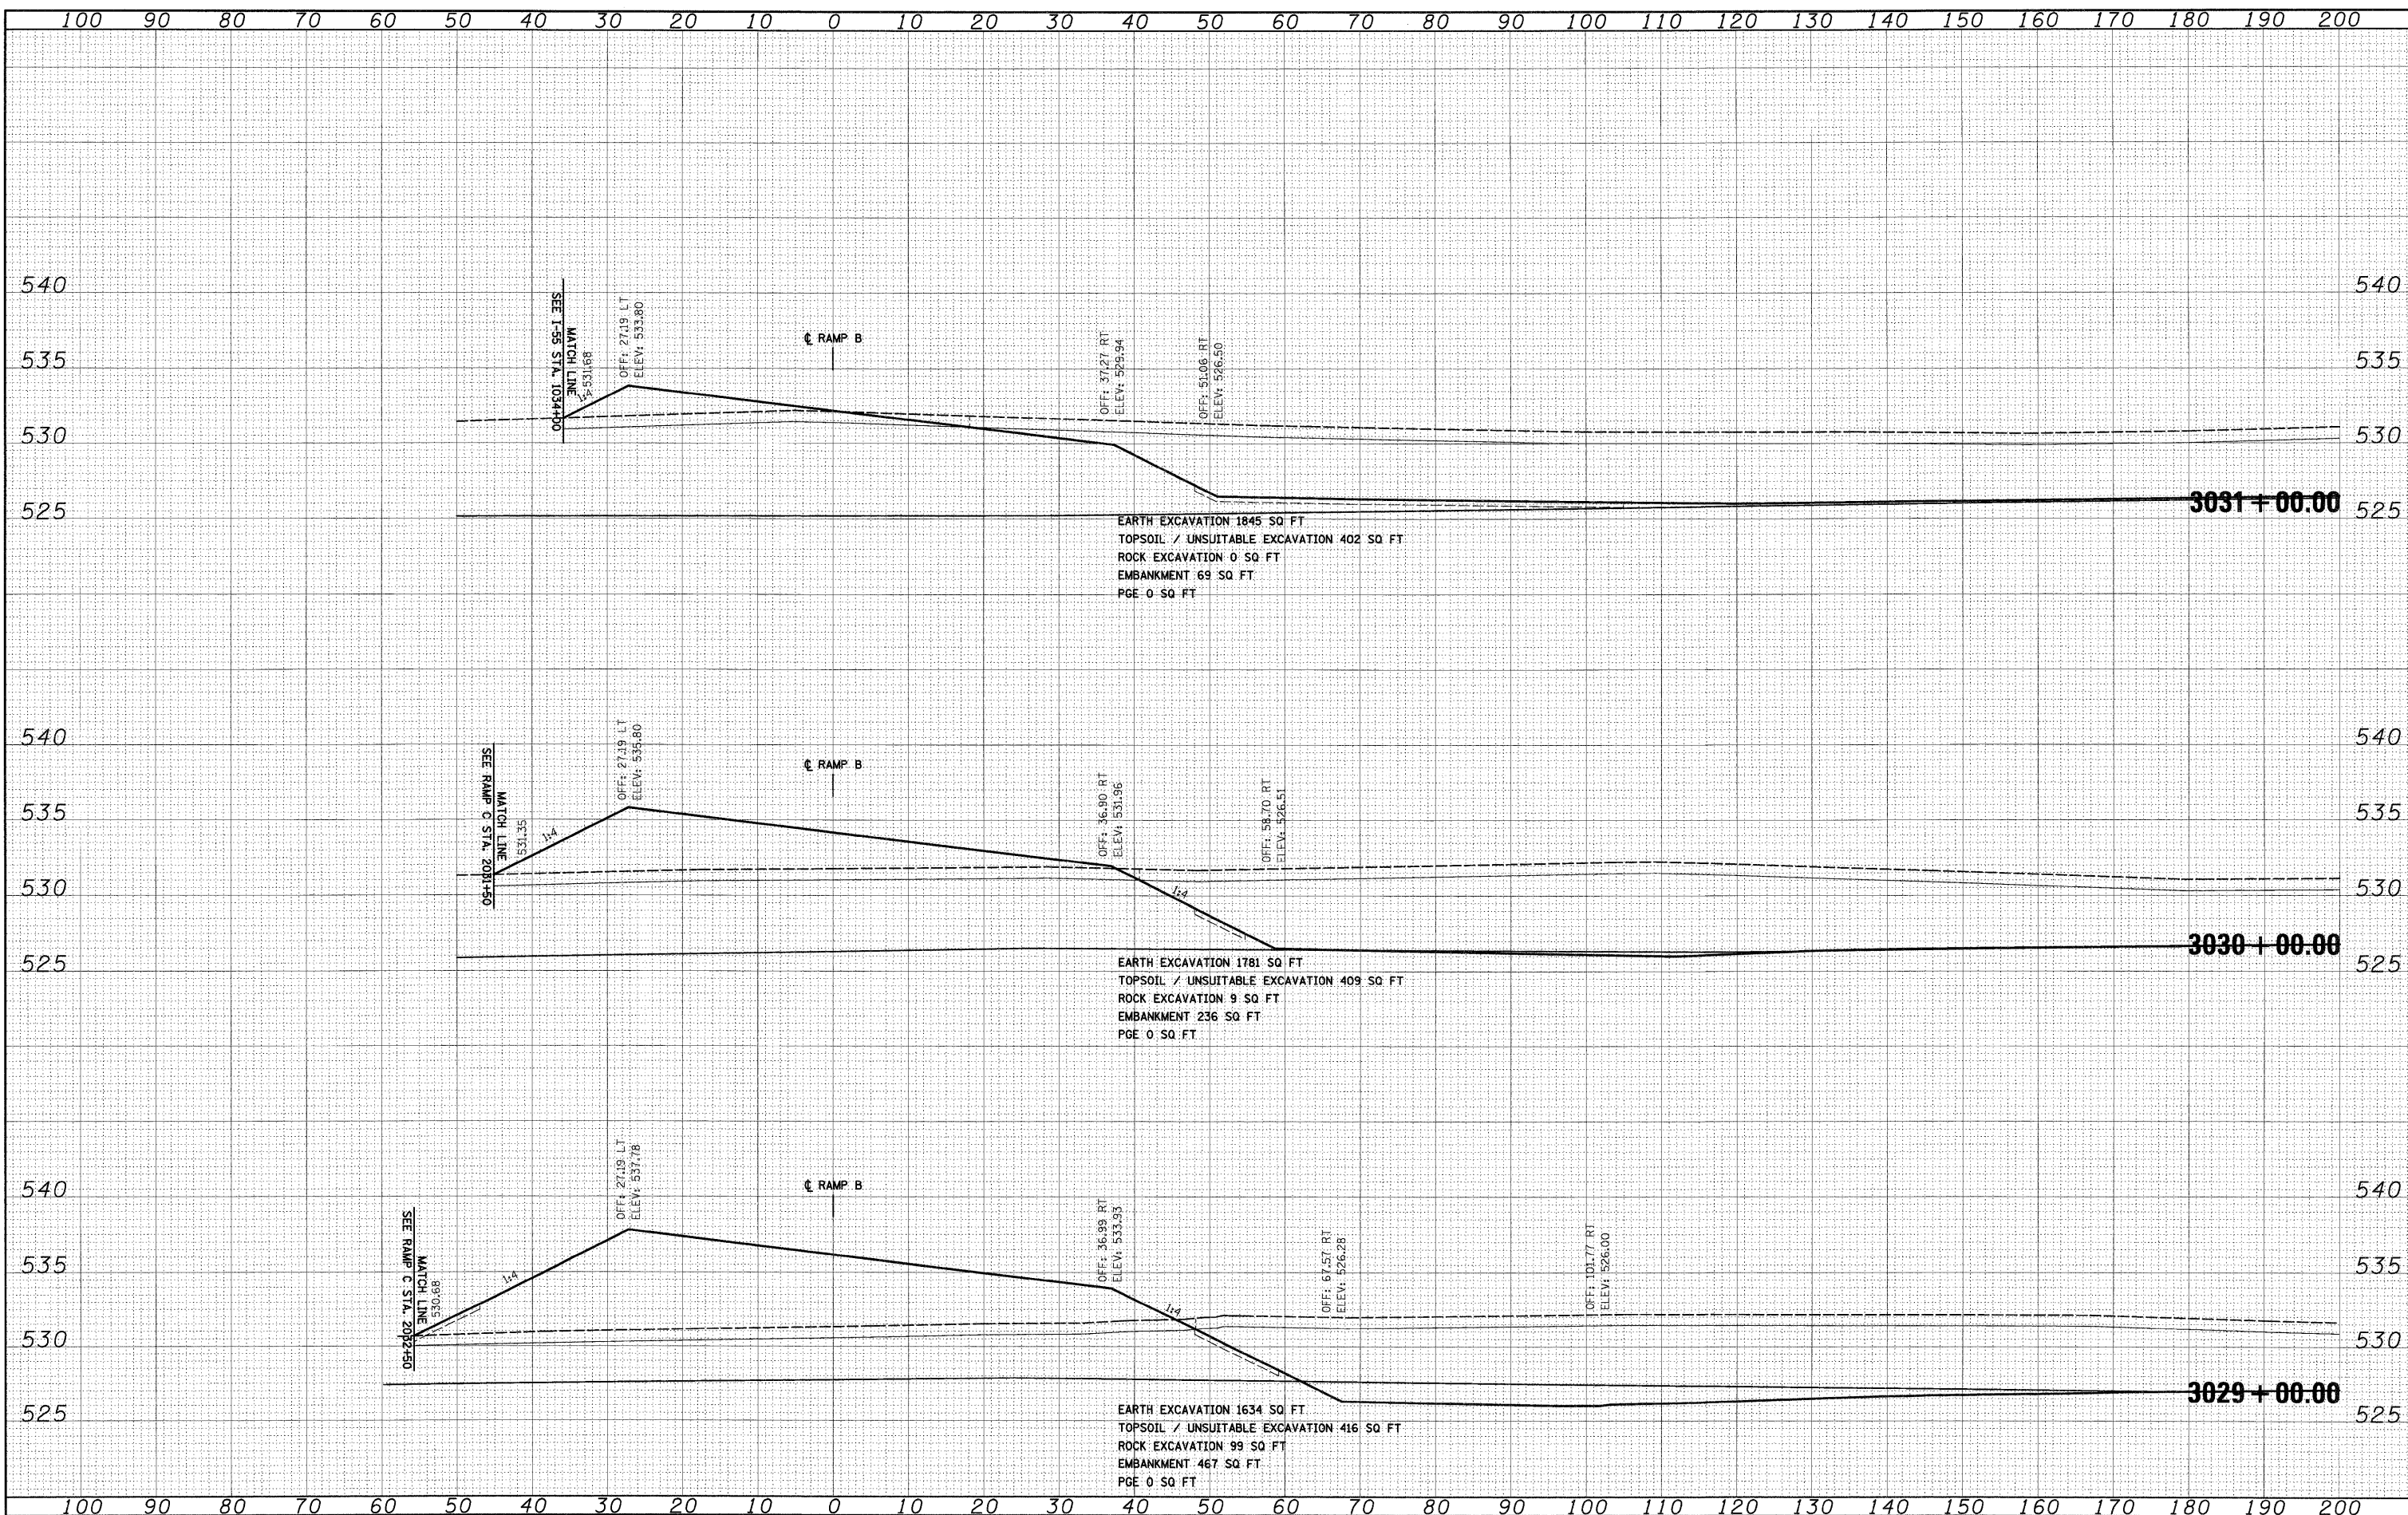 100 90 80 70 60 50 40 30 20 10 0 10 20 30 40 50 60 70 80 90 100 110 120 130 140 150 160 170 180 190 200
540 540
SEE I-55 STA. 1034+00
MATCH LINE
531.68
1:4
OFF: 27.19 LT
ELEV: 533.80
℄ RAMP B
OFF: 37.27 RT
ELEV: 529.94
OFF: 51.06 RT
ELEV: 526.50
535 535
530 530
525 525
3031 + 00.00
EARTH EXCAVATION 1845 SQ FT
TOPSOIL / UNSUITABLE EXCAVATION 402 SQ FT
ROCK EXCAVATION 0 SQ FT
EMBANKMENT 69 SQ FT
PGE 0 SQ FT
540 540
SEE RAMP C STA. 2031+50
MATCH LINE
531.35
1:4
OFF: 27.19 LT
ELEV: 535.80
℄ RAMP B
OFF: 36.90 RT
ELEV: 531.96
1:4
OFF: 58.70 RT
ELEV: 526.51
535 535
530 530
525 525
3030 + 00.00
EARTH EXCAVATION 1781 SQ FT
TOPSOIL / UNSUITABLE EXCAVATION 409 SQ FT
ROCK EXCAVATION 9 SQ FT
EMBANKMENT 236 SQ FT
PGE 0 SQ FT
540 540
SEE RAMP C STA. 2032+50
MATCH LINE
530.68
1:4
OFF: 27.19 LT
ELEV: 537.78
℄ RAMP B
OFF: 36.99 RT
ELEV: 533.93
1:4
OFF: 67.57 RT
ELEV: 526.28
OFF: 101.77 RT
ELEV: 526.00
535 535
530 530
525 525
3029 + 00.00
EARTH EXCAVATION 1634 SQ FT
TOPSOIL / UNSUITABLE EXCAVATION 416 SQ FT
ROCK EXCAVATION 99 SQ FT
EMBANKMENT 467 SQ FT
PGE 0 SQ FT
100 90 80 70 60 50 40 30 20 10 0 10 20 30 40 50 60 70 80 90 100 110 120 130 140 150 160 170 180 190 200